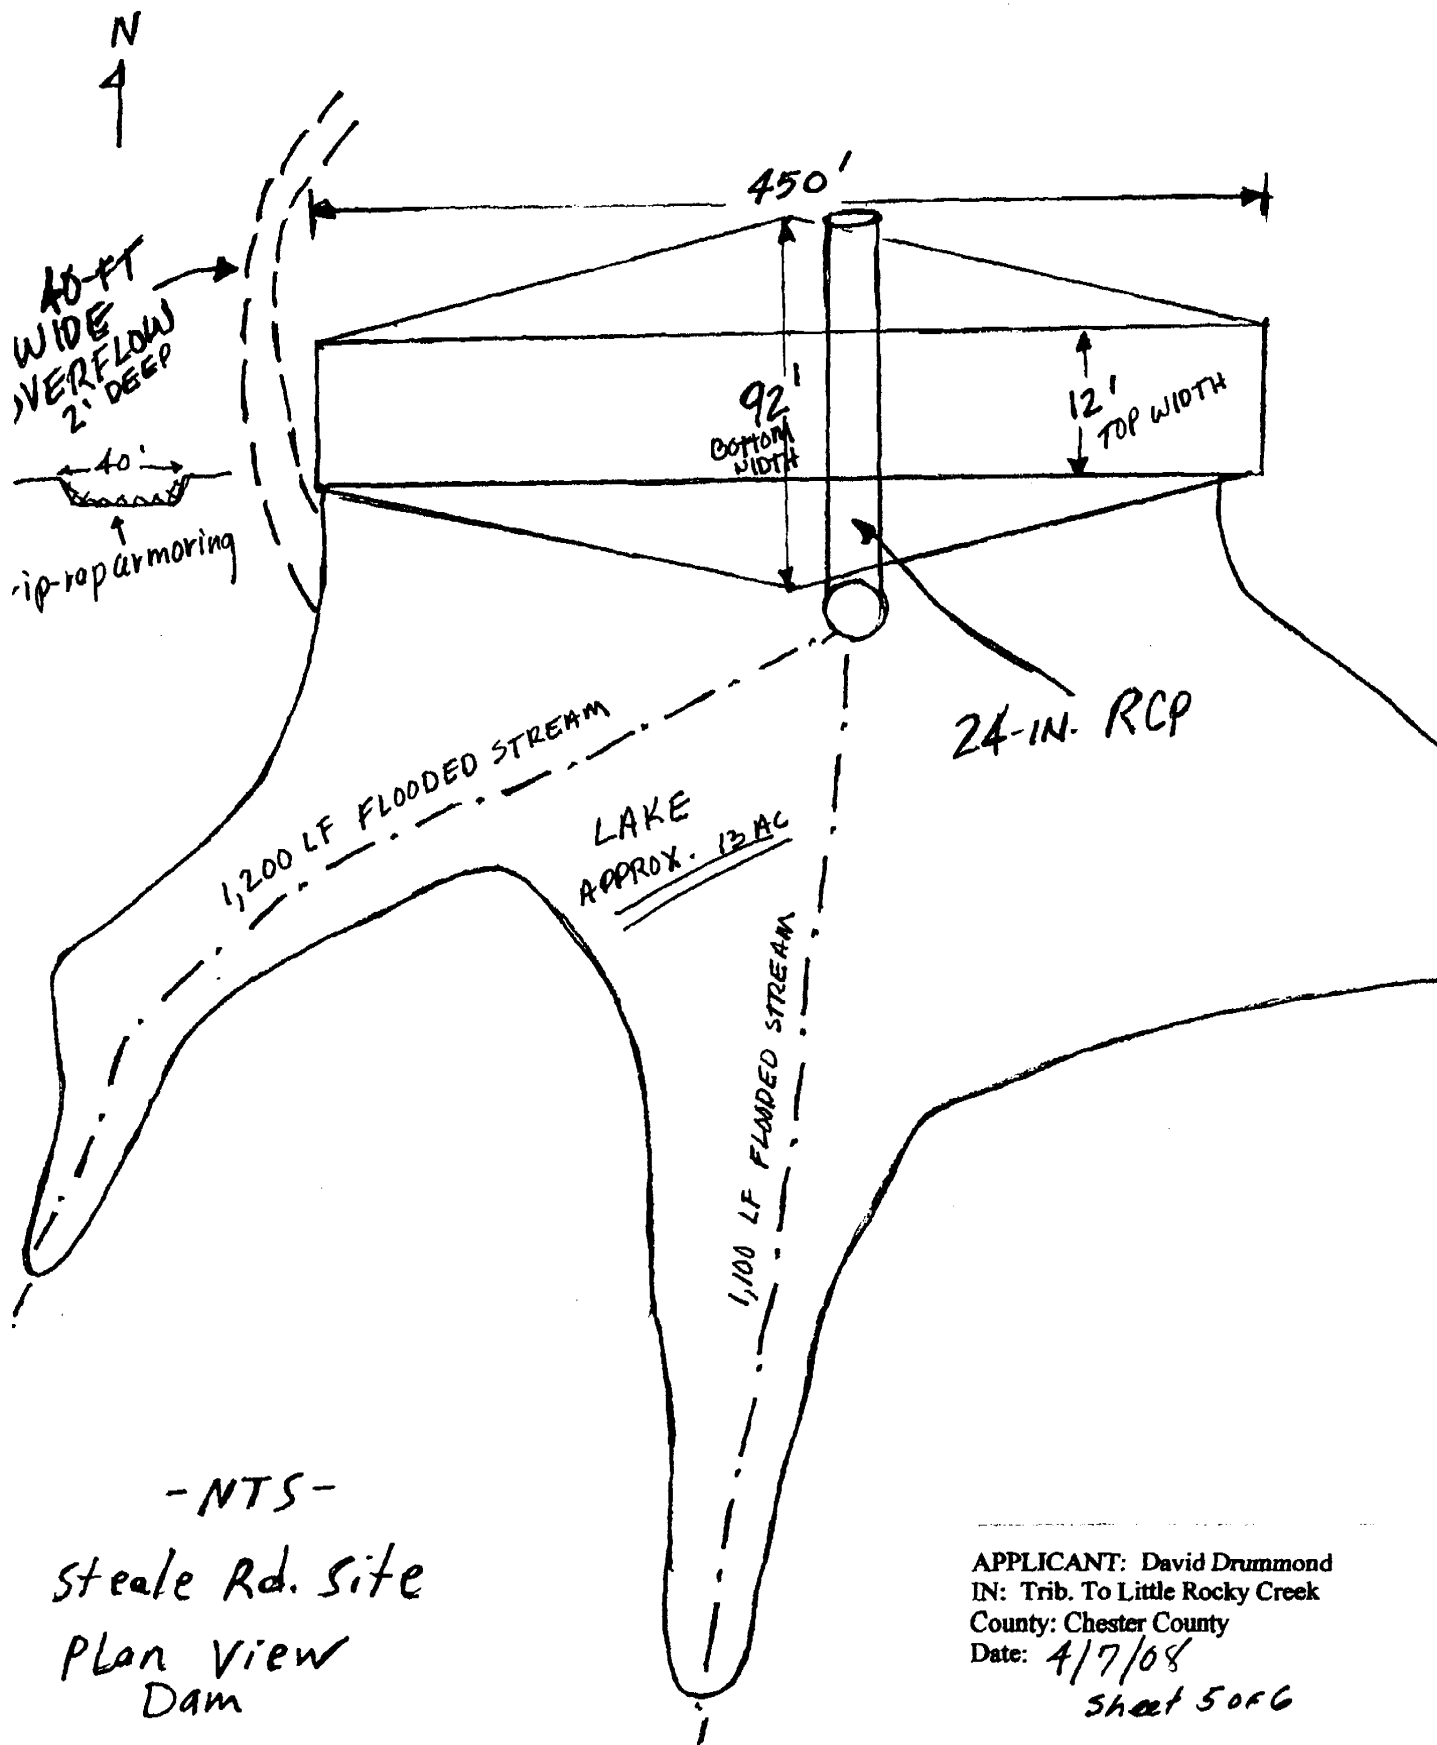 N
450'
40-FT
WIDE
OVERFLOW
2' DEEP
40'
rip-rap armoring
92'
BOTTOM
WIDTH
12'
TOP WIDTH
24-IN. RCP
1,200 LF FLOODED STREAM
LAKE
APPROX. 13 AC
1,100 LF FLOODED STREAM
-NTS-
Steale Rd. Site
Plan View
Dam
APPLICANT: David Drummond
IN: Trib. To Little Rocky Creek
County: Chester County
Date: 4/7/08
Sheet 5 of 6